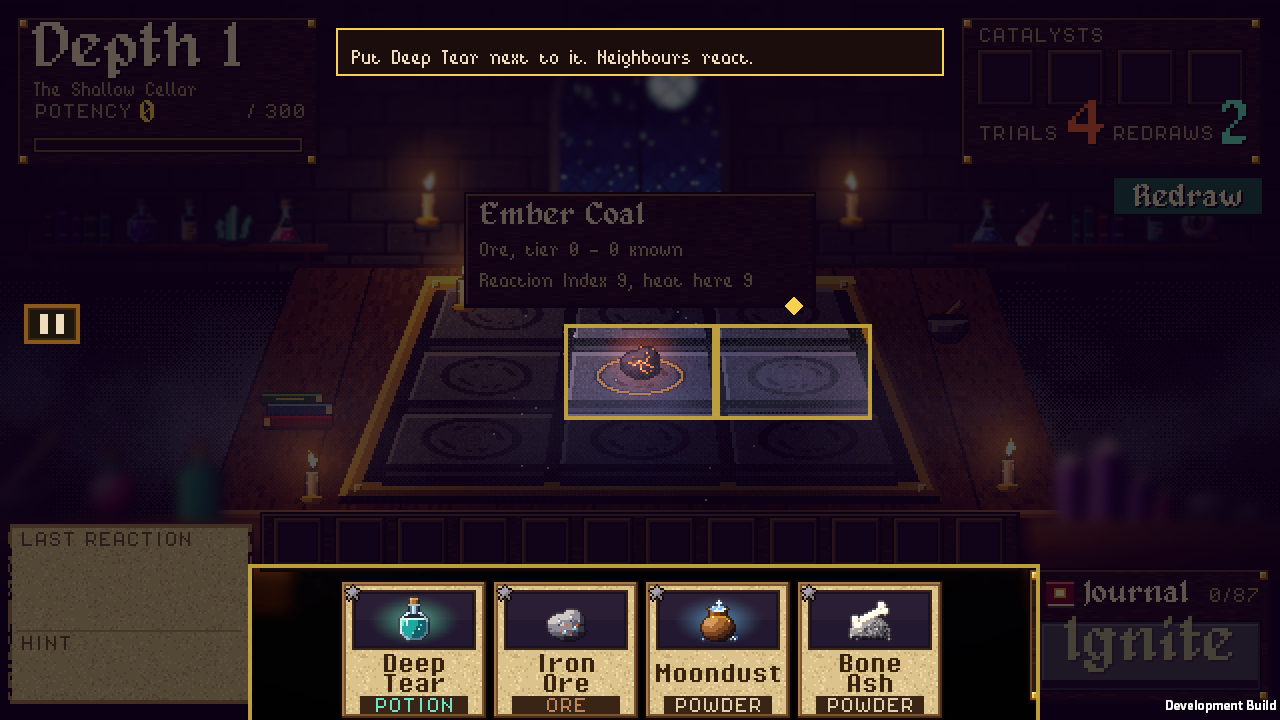 Depth 1
The Shallow Cellar
POTENCY 0 / 300
Put Deep Tear next to it. Neighbours react.
CATALYSTS
TRIALS 4 REDRAWS 2
Redraw
Ember Coal
Ore, tier 0 - 0 known
Reaction Index 9, heat here 9
LAST REACTION
HINT
Deep
Tear
POTION
Iron
Ore
ORE
Moondust
POWDER
Bone
Ash
POWDER
Journal 0/87
Ignite
Development Build